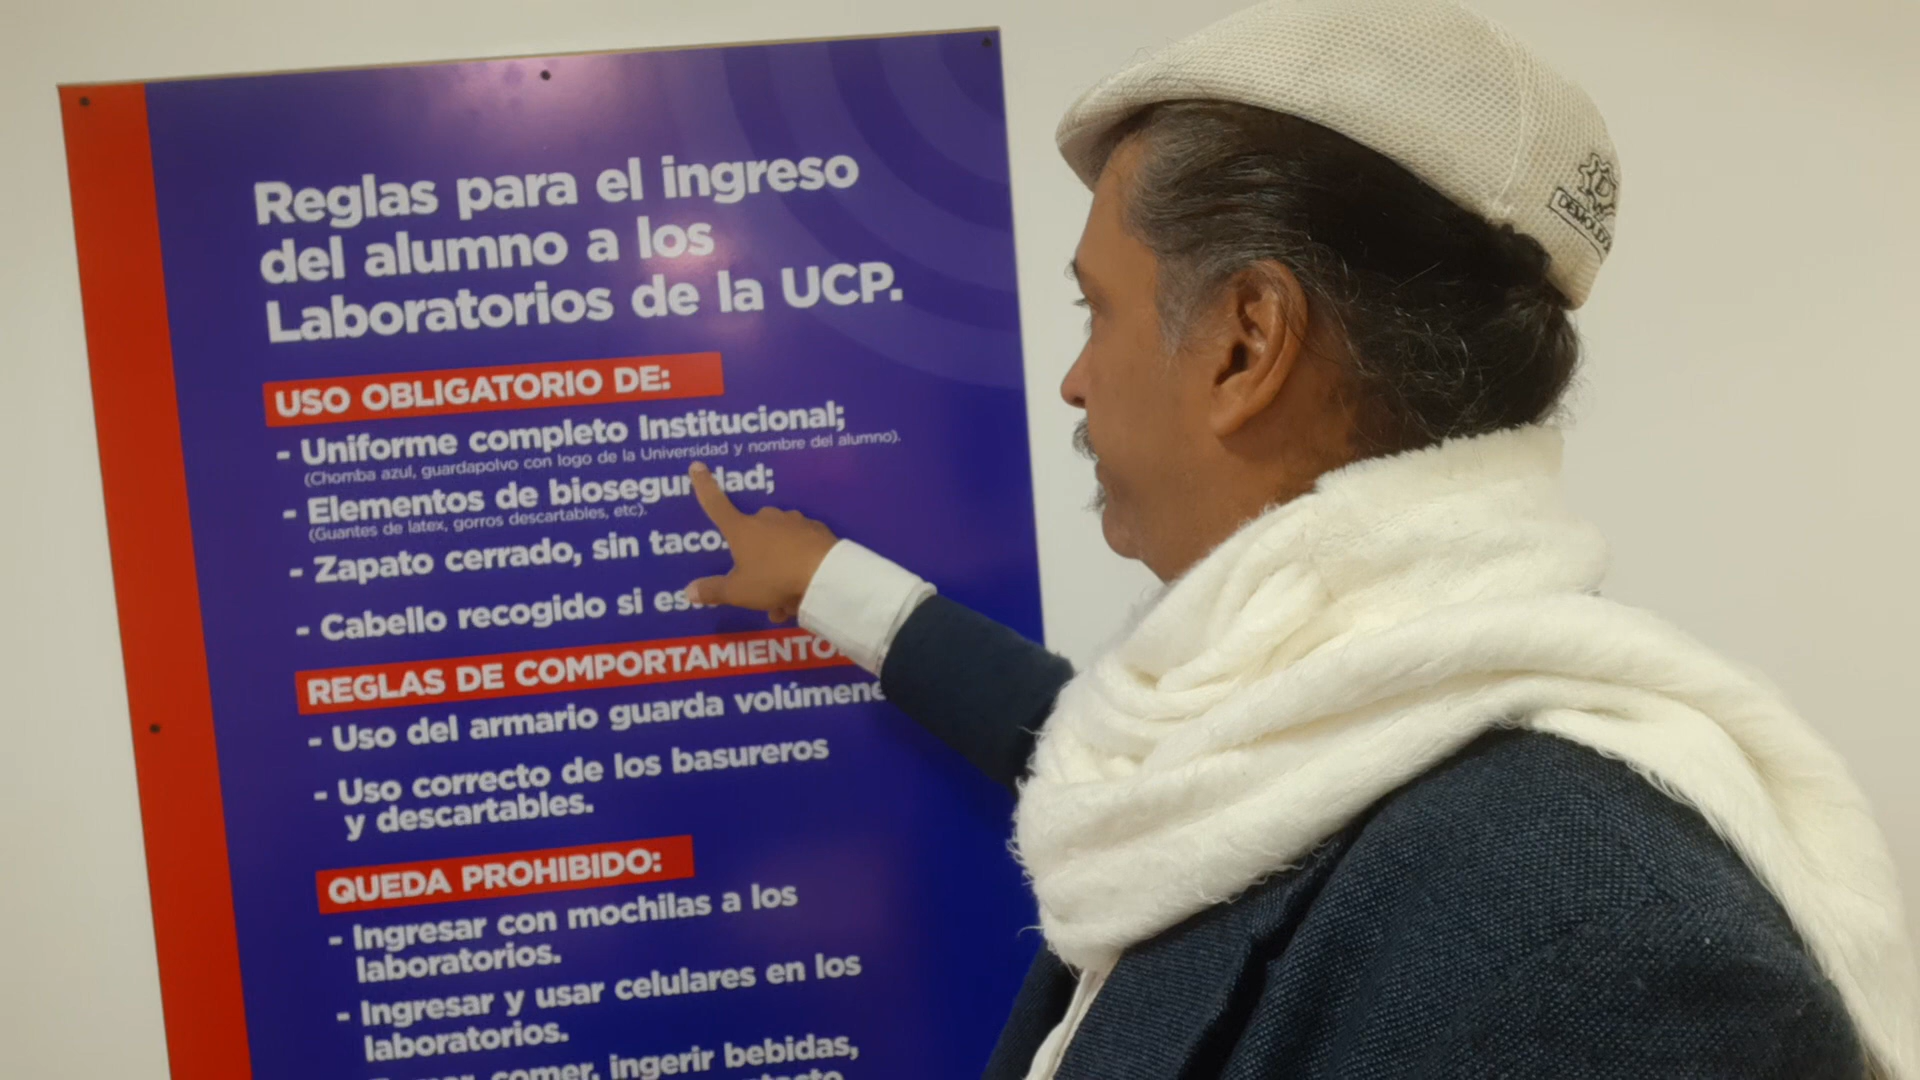 Reglas para el ingreso
del alumno a los
Laboratorios de la UCP.
USO OBLIGATORIO DE:
- Uniforme completo Institucional;
(Chomba azul, guardapolvo con logo de la Universidad y nombre del alumno).
- Elementos de bioseguridad;
(Guantes de latex, gorros descartables, etc).
- Zapato cerrado, sin taco.
- Cabello recogido si
REGLAS DE COMPORTAMIENTO
- Uso del armario guarda
- Uso correcto de los basureros
y descartables.
QUEDA PROHIBIDO:
- Ingresar con mochilas a los
laboratorios.
- Ingresar y usar celulares en los
laboratorios.
comer, ingerir bebidas,